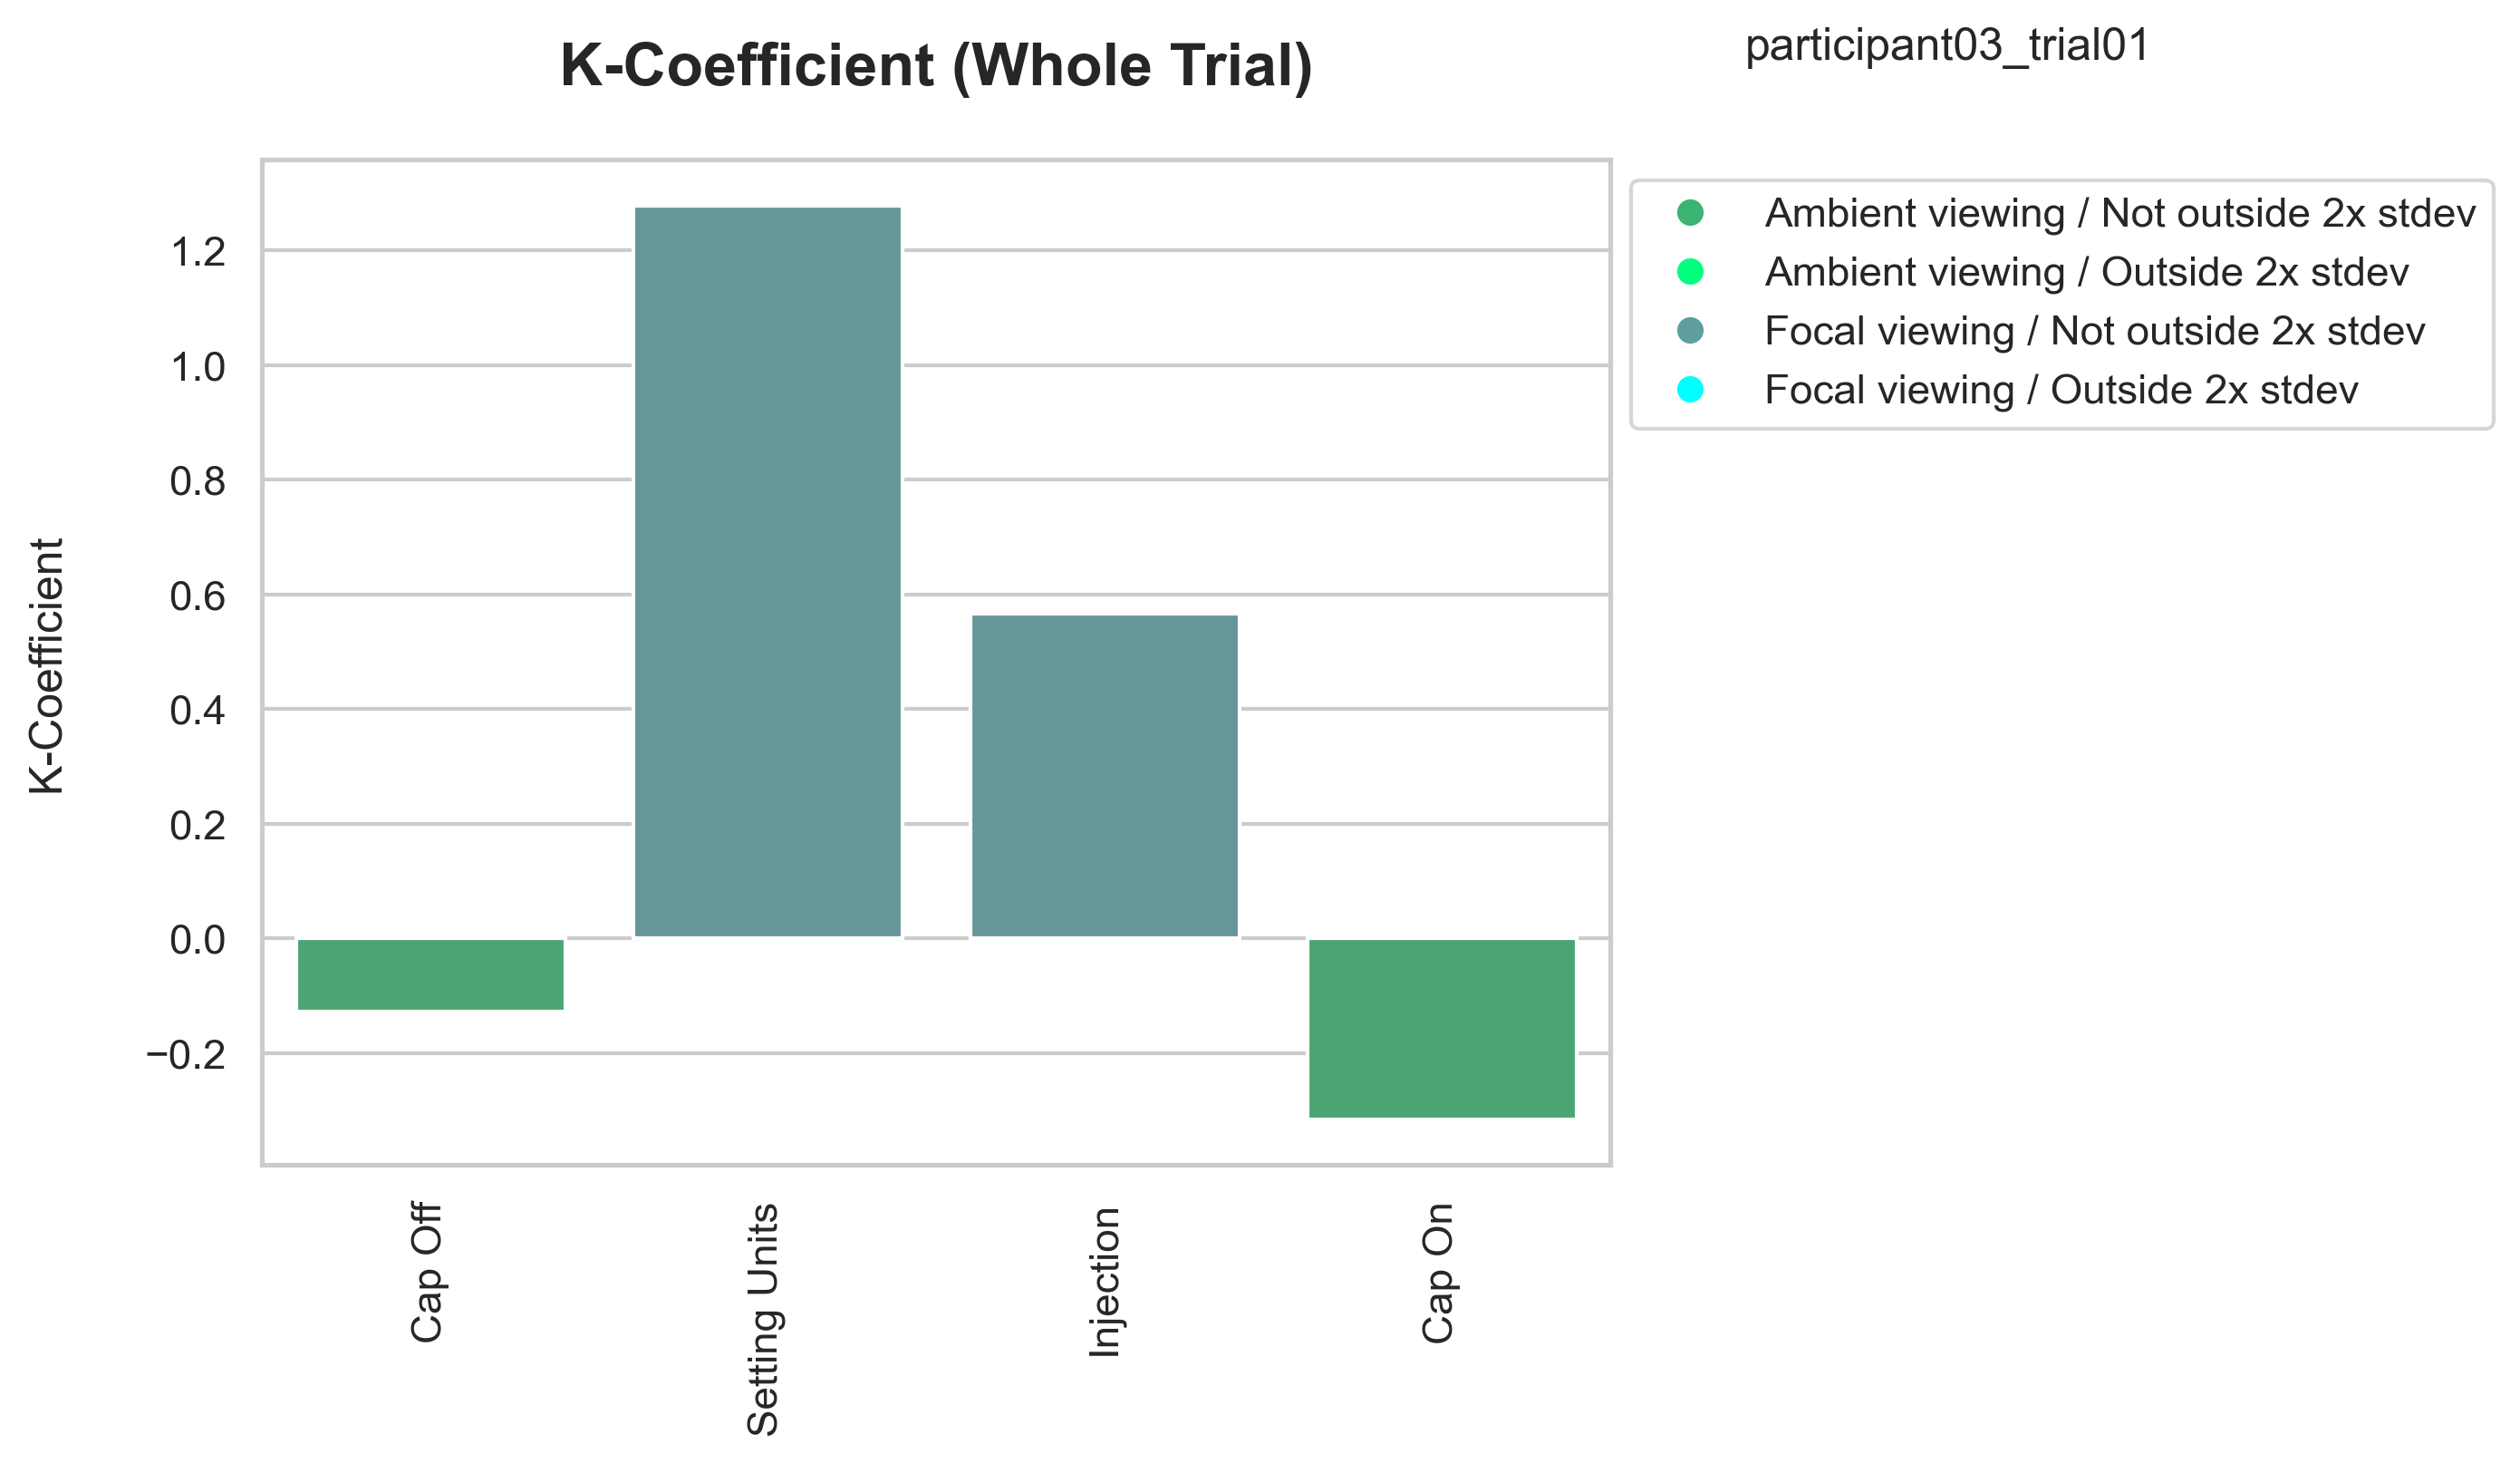 K-Coefficient (Whole Trial)
participant03_trial01
Ambient viewing / Not outside 2x stdev
Ambient viewing / Outside 2x stdev
Focal viewing / Not outside 2x stdev
Focal viewing / Outside 2x stdev
K-Coefficient
1.2
1.0
0.8
0.6
0.4
0.2
0.0
−0.2
Cap Off
Setting Units
Injection
Cap On